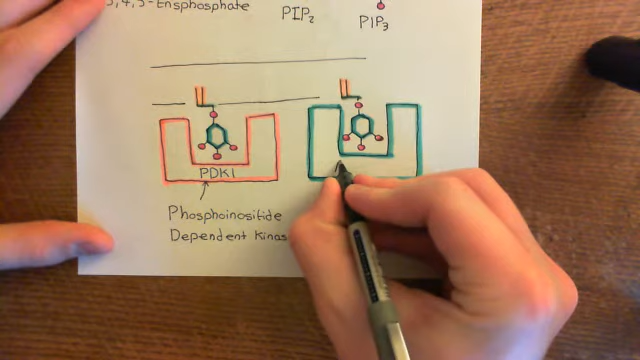 3,4,5-Trisphosphate
PIP₂
PIP₃
PDK1
Phosphoinositide
Dependent Kinas